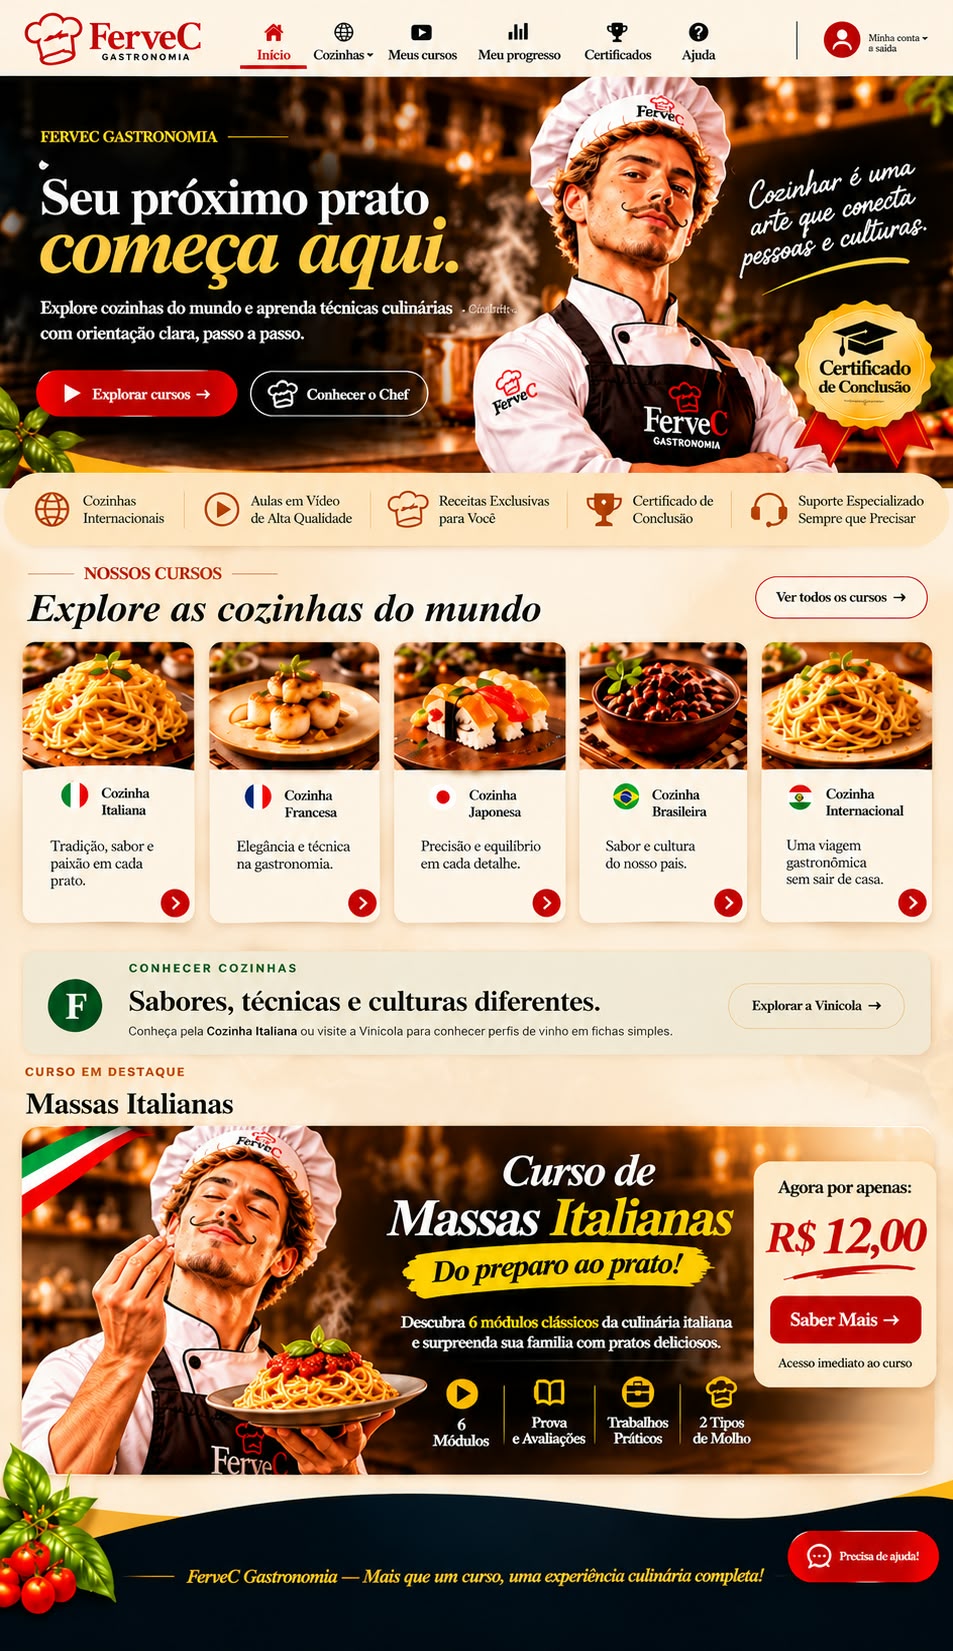 FerveC
GASTRONOMIA
Início
Cozinhas
Meus cursos
Meu progresso
Certificados
Ajuda
Minha conta
a saida
FERVEC GASTRONOMIA
Seu próximo prato
começa aqui.
Explore cozinhas do mundo e aprenda técnicas culinárias
com orientação clara, passo a passo.
Explorar cursos →
Conhecer o Chef
FerveC
FerveC
FerveC
GASTRONOMIA
Cozinhar é uma
arte que conecta
pessoas e culturas.
Certificado
de Conclusão
Cozinhas
Internacionais
Aulas em Vídeo
de Alta Qualidade
Receitas Exclusivas
para Você
Certificado de
Conclusão
Suporte Especializado
Sempre que Precisar
NOSSOS CURSOS
Explore as cozinhas do mundo
Ver todos os cursos →
Cozinha
Italiana
Tradição, sabor e
paixão em cada
prato.
Cozinha
Francesa
Elegância e técnica
na gastronomia.
Cozinha
Japonesa
Precisão e equilíbrio
em cada detalhe.
Cozinha
Brasileira
Sabor e cultura
do nosso pais.
Cozinha
Internacional
Uma viagem
gastronômica
sem sair de casa.
F
CONHECER COZINHAS
Sabores, técnicas e culturas diferentes.
Conheça pela Cozinha Italiana ou visite a Vinicola para conhecer perfis de vinho em fichas simples.
Explorar a Vinicola →
CURSO EM DESTAQUE
Massas Italianas
FerveC
FerveC
Curso de
Massas Italianas
Do preparo ao prato!
Descubra 6 módulos clássicos da culinária italiana
e surpreenda sua familia com pratos deliciosos.
6
Módulos
Prova
e Avaliações
Trabalhos
Práticos
2 Tipos
de Molho
Agora por apenas:
R$ 12,00
Saber Mais →
Acesso imediato ao curso
FerveC Gastronomia — Mais que um curso, uma experiência culinária completa!
Precisa de ajuda!